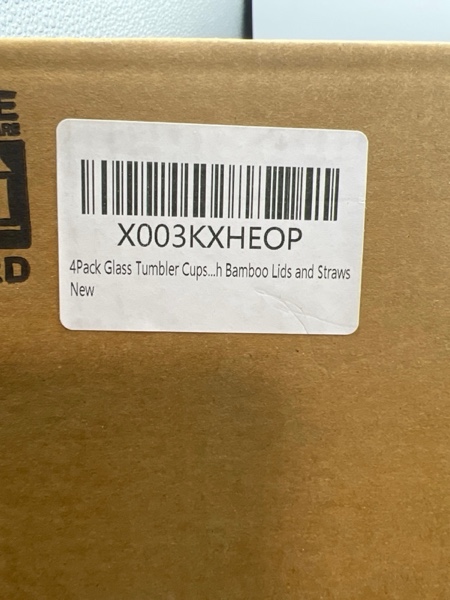 X003KXHEOP
4Pack Glass Tumbler Cups...h Bamboo Lids and Straws
New